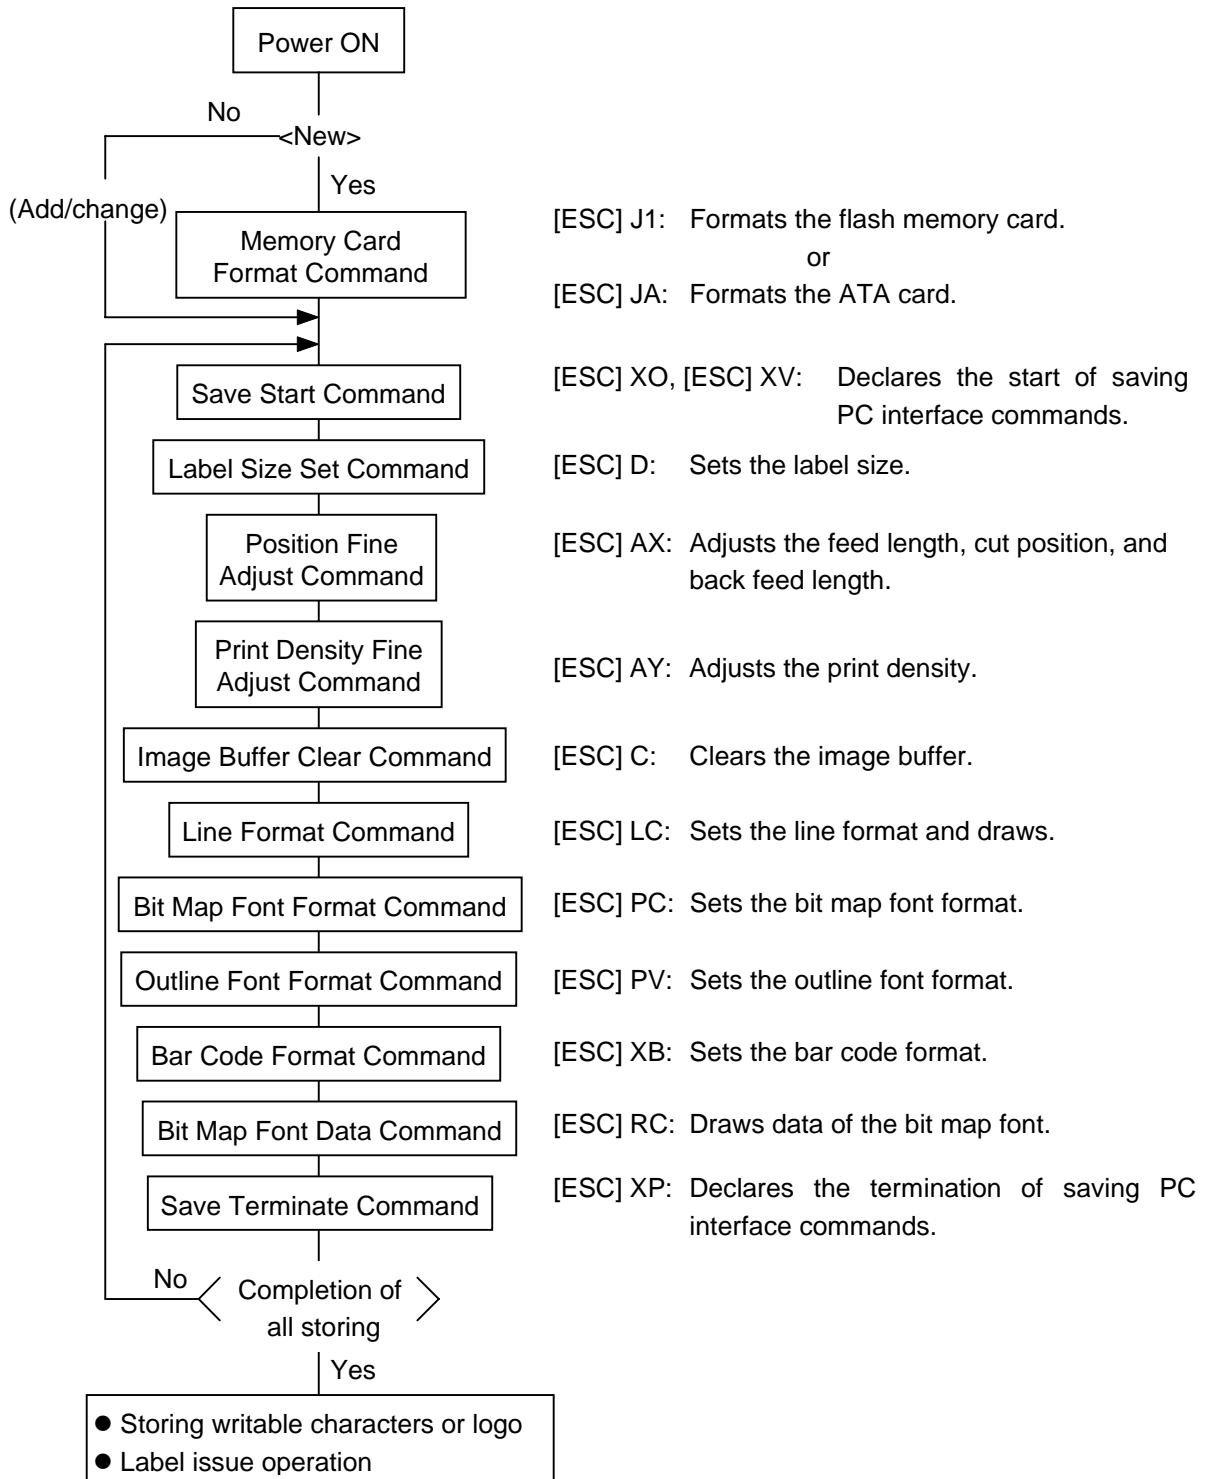 Power ON
No
<New>
Yes
(Add/change)
Memory Card
Format Command
[ESC] J1: Formats the flash memory card.
or
[ESC] JA: Formats the ATA card.
Save Start Command
[ESC] XO, [ESC] XV: Declares the start of saving
PC interface commands.
Label Size Set Command
[ESC] D: Sets the label size.
Position Fine
Adjust Command
[ESC] AX: Adjusts the feed length, cut position, and
back feed length.
Print Density Fine
Adjust Command
[ESC] AY: Adjusts the print density.
Image Buffer Clear Command
[ESC] C: Clears the image buffer.
Line Format Command
[ESC] LC: Sets the line format and draws.
Bit Map Font Format Command
[ESC] PC: Sets the bit map font format.
Outline Font Format Command
[ESC] PV: Sets the outline font format.
Bar Code Format Command
[ESC] XB: Sets the bar code format.
Bit Map Font Data Command
[ESC] RC: Draws data of the bit map font.
Save Terminate Command
[ESC] XP: Declares the termination of saving PC
interface commands.
No
Completion of
all storing
Yes
● Storing writable characters or logo
● Label issue operation